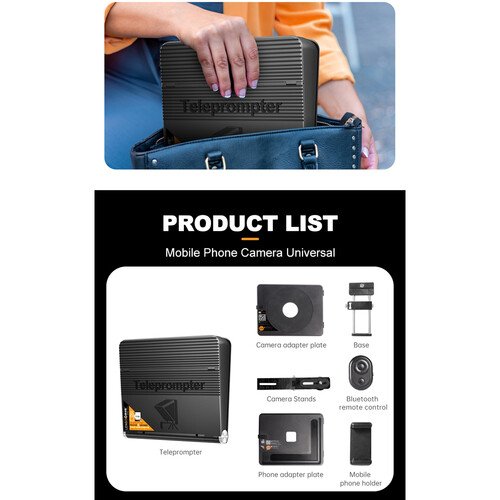 Teleprompter
PRODUCT LIST
Mobile Phone Camera Universal
Teleprompter
Teleprompter
Camera adapter plate
Base
Camera Stands
Bluetooth
remote control
Phone adapter plate
Mobile
phone holder